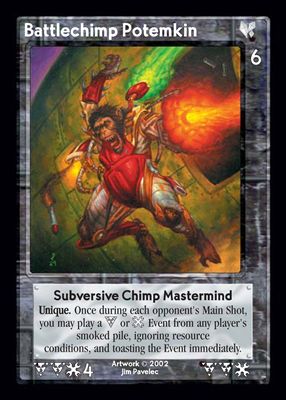 Battlechimp Potemkin
6
Subversive Chimp Mastermind
Unique. Once during each opponent's Main Shot,
you may play a or Event from any player's
smoked pile, ignoring resource
conditions, and toasting the Event immediately.
4
Artwork © 2002
Jim Pavelec